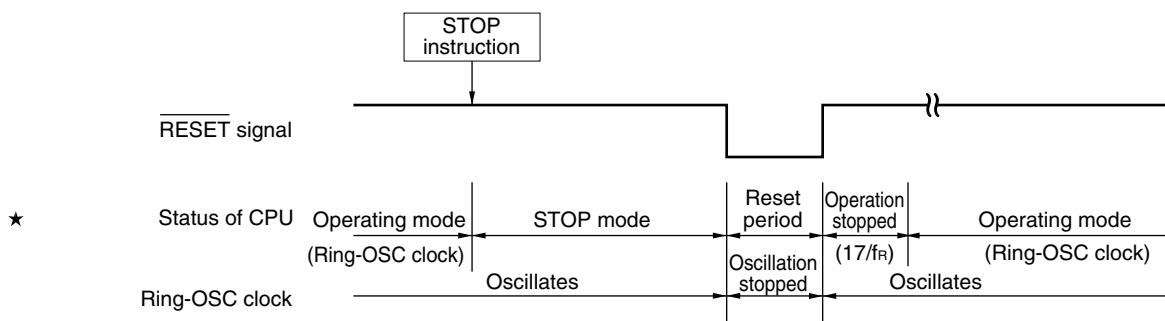 STOP
instruction
RESET signal
★ Status of CPU
Operating mode
(Ring-OSC clock)
STOP mode
Reset
period
Operation
stopped
(17/fR)
Operating mode
(Ring-OSC clock)
Ring-OSC clock
Oscillates
Oscillation
stopped
Oscillates